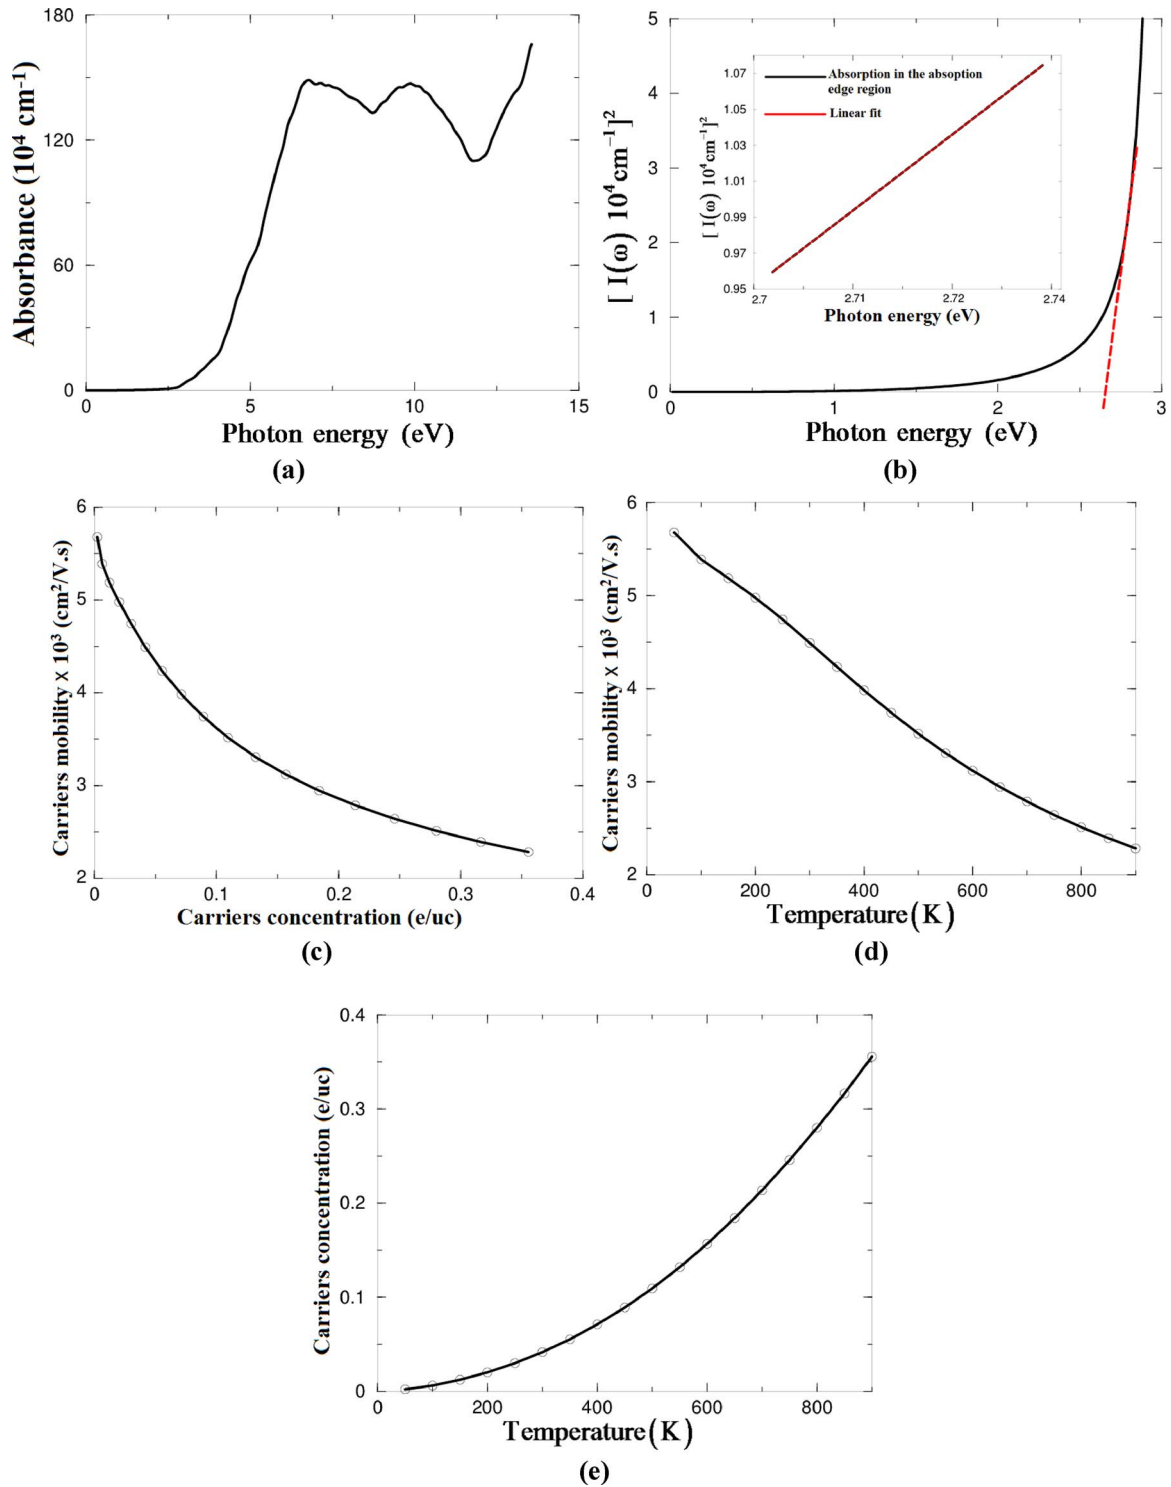 180
120
60
0
0
5
10
15
Absorbance (10⁴ cm⁻¹)
Photon energy (eV)
(a)
5
4
3
2
1
0
0
1
2
3
[ I(ω) 10⁴cm⁻¹]²
Photon energy (eV)
1.07
1.05
1.03
1.01
0.99
0.97
0.95
2.7
2.71
2.72
2.74
[ I(ω) 10⁴cm⁻¹]²
Photon energy (eV)
Absorption in the absoption
edge region
Linear fit
(b)
6
5
4
3
2
0
0.1
0.2
0.3
0.4
Carriers mobility x 10³ (cm²/V.s)
Carriers concentration (e/uc)
(c)
6
5
4
3
2
0
200
400
600
800
Carriers mobility x 10³ (cm²/V.s)
Temperature(K)
(d)
0.4
0.3
0.2
0.1
0
0
200
400
600
800
Carriers concentration (e/uc)
Temperature(K)
(e)